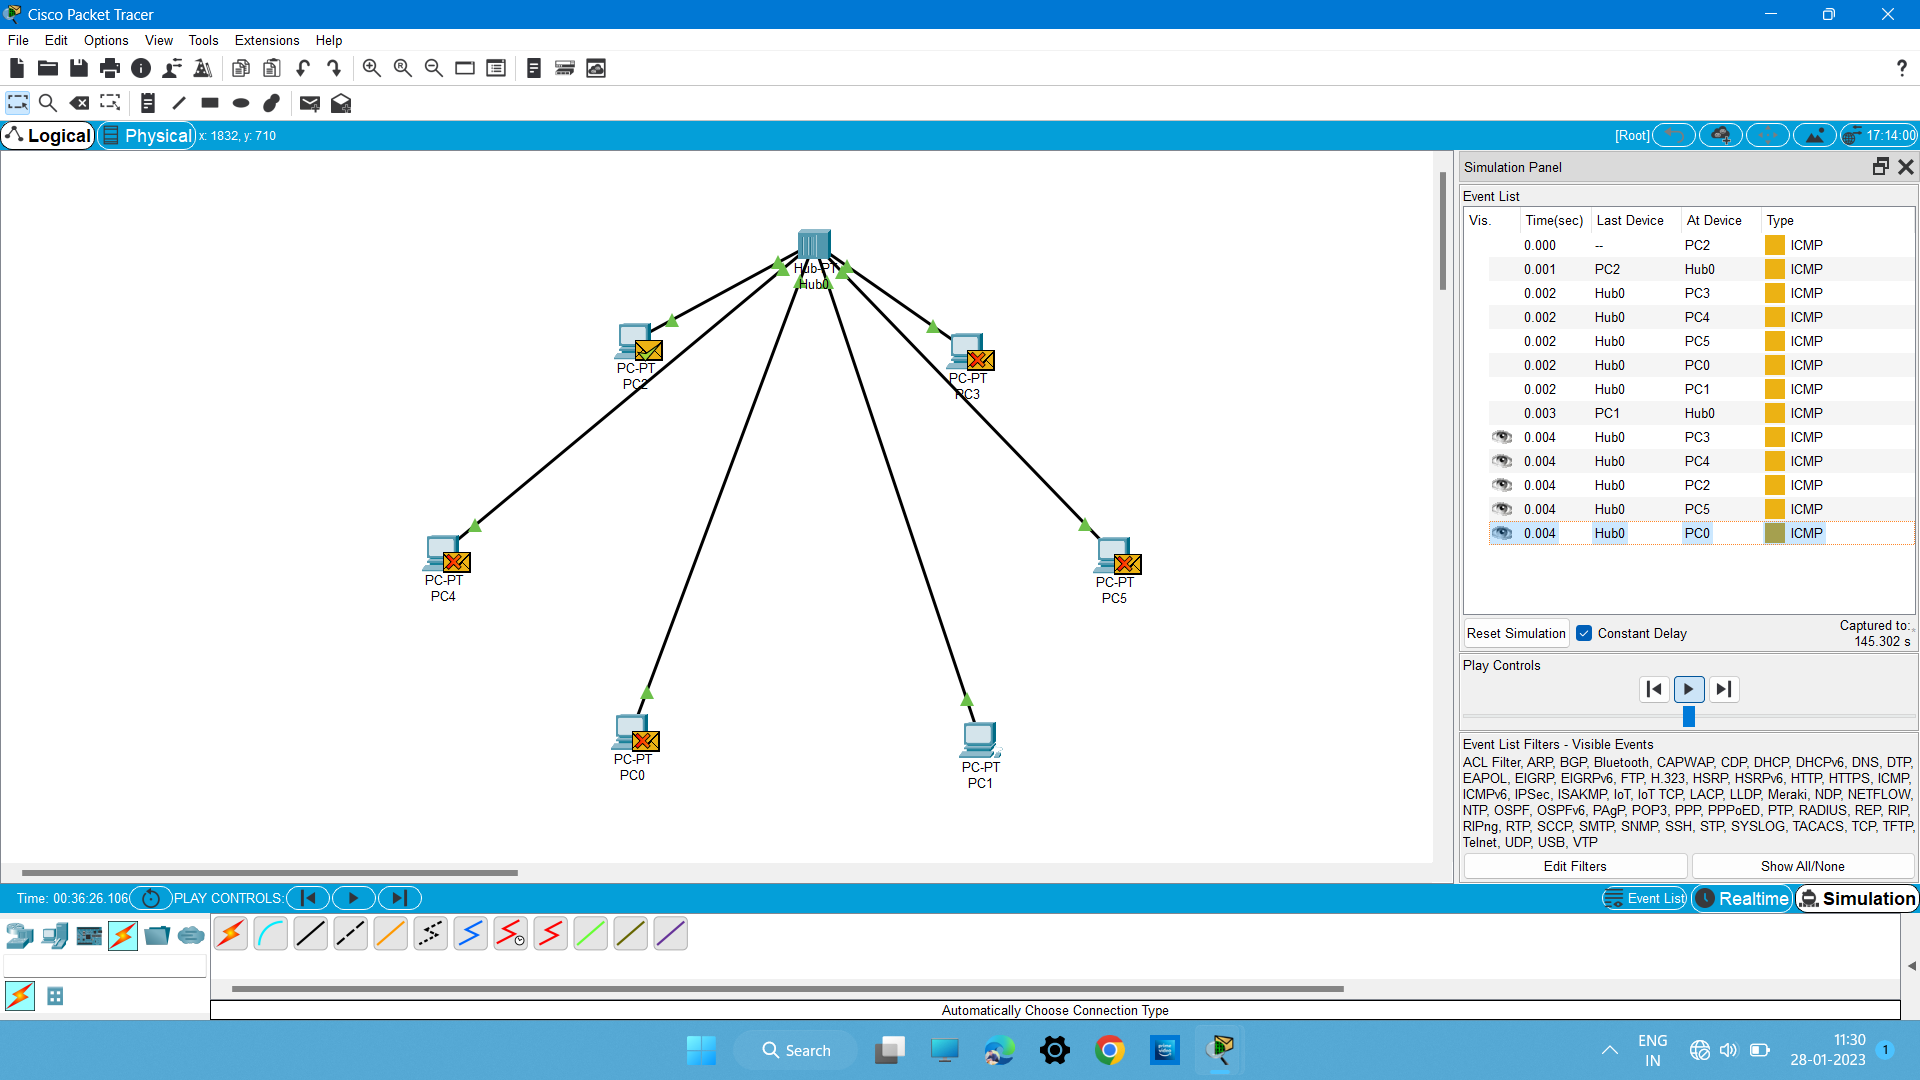 Cisco Packet Tracer
File Edit Options View Tools Extensions Help
?
Logical Physical x: 1832, y: 710
[Root] 17:14:00
Simulation Panel
Event List
Vis. Time(sec) Last Device At Device Type
0.000 -- PC2 ICMP
0.001 PC2 Hub0 ICMP
0.002 Hub0 PC3 ICMP
0.002 Hub0 PC4 ICMP
0.002 Hub0 PC5 ICMP
0.002 Hub0 PC0 ICMP
0.002 Hub0 PC1 ICMP
0.003 PC1 Hub0 ICMP
0.004 Hub0 PC3 ICMP
0.004 Hub0 PC4 ICMP
0.004 Hub0 PC2 ICMP
0.004 Hub0 PC5 ICMP
0.004 Hub0 PC0 ICMP
Hub-PT
Hub0
PC-PT
PC2
PC-PT
PC3
PC-PT
PC4
PC-PT
PC5
PC-PT
PC0
PC-PT
PC1
Reset Simulation Constant Delay Captured to:
145.302 s
Play Controls
Event List Filters - Visible Events
ACL Filter, ARP, BGP, Bluetooth, CAPWAP, CDP, DHCP, DHCPv6, DNS, DTP,
EAPOL, EIGRP, EIGRPv6, FTP, H.323, HSRP, HSRPv6, HTTP, HTTPS, ICMP,
ICMPv6, IPSec, ISAKMP, IoT, IoT TCP, LACP, LLDP, Meraki, NDP, NETFLOW,
NTP, OSPF, OSPFv6, PAgP, POP3, PPP, PPPoED, PTP, RADIUS, REP, RIP,
RIPng, RTP, SCCP, SMTP, SNMP, SSH, STP, SYSLOG, TACACS, TCP, TFTP,
Telnet, UDP, USB, VTP
Edit Filters Show All/None
Time: 00:36:26.106 PLAY CONTROLS: Event List Realtime Simulation
Automatically Choose Connection Type
Search
ENG
IN
11:30
28-01-2023
1